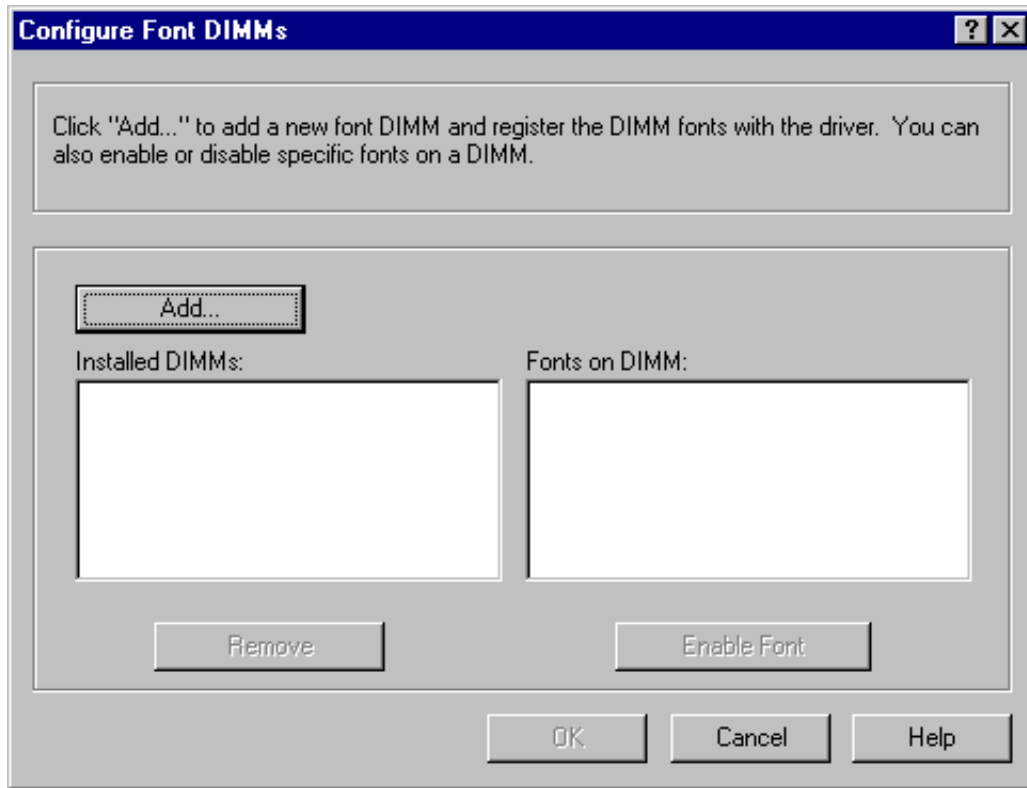 Configure Font DIMMs
Click "Add..." to add a new font DIMM and register the DIMM fonts with the driver.  You can
also enable or disable specific fonts on a DIMM.
Add...
Installed DIMMs:
Fonts on DIMM:
Remove
Enable Font
OK
Cancel
Help